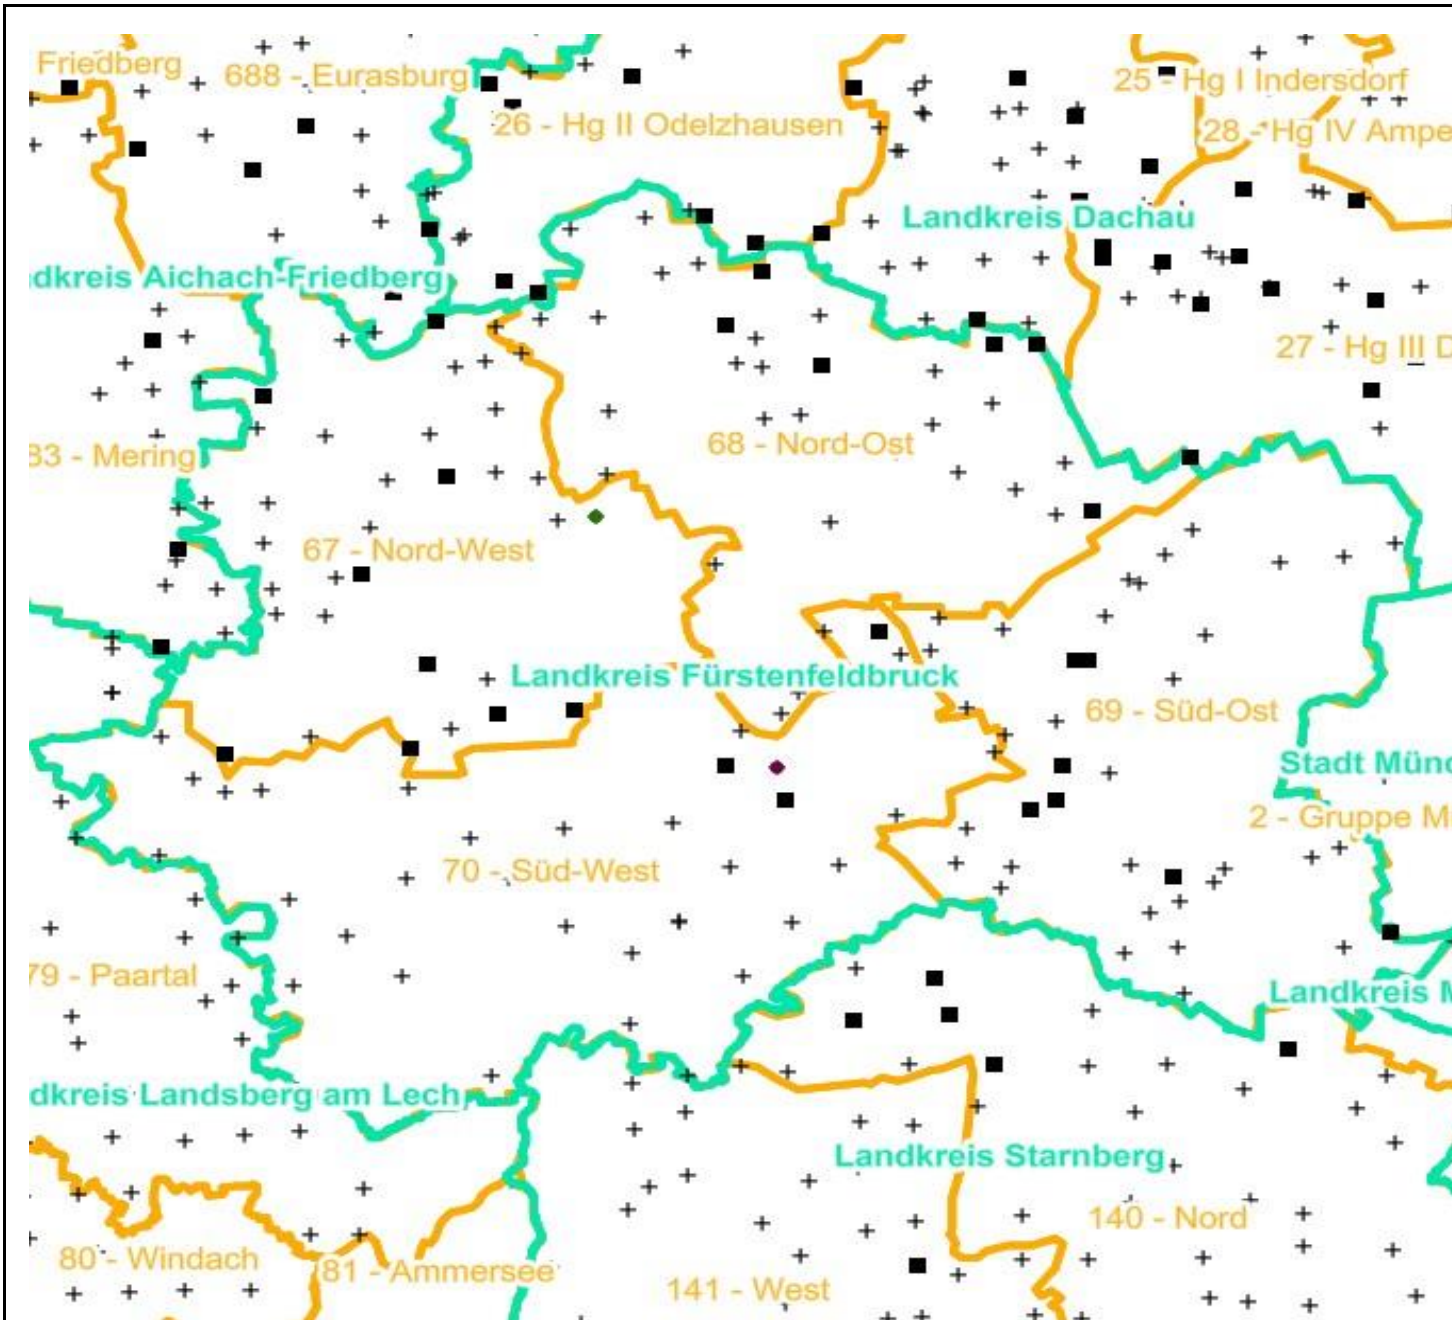 Friedberg
688 - Eurasburg
25 - Hg I Indersdorf
26 - Hg II Odelzhausen
28 - Hg IV Ampe
Landkreis Dachau
dkreis Aichach-Friedberg
27 - Hg III D
68 - Nord-Ost
83 - Mering
67 - Nord-West
Landkreis Fürstenfeldbruck
69 - Süd-Ost
Stadt Münc
2 - Gruppe M
70 - Süd-West
79 - Paartal
Landkreis M
dkreis Landsberg am Lech
Landkreis Starnberg
140 - Nord
80 - Windach
81 - Ammersee
141 - West